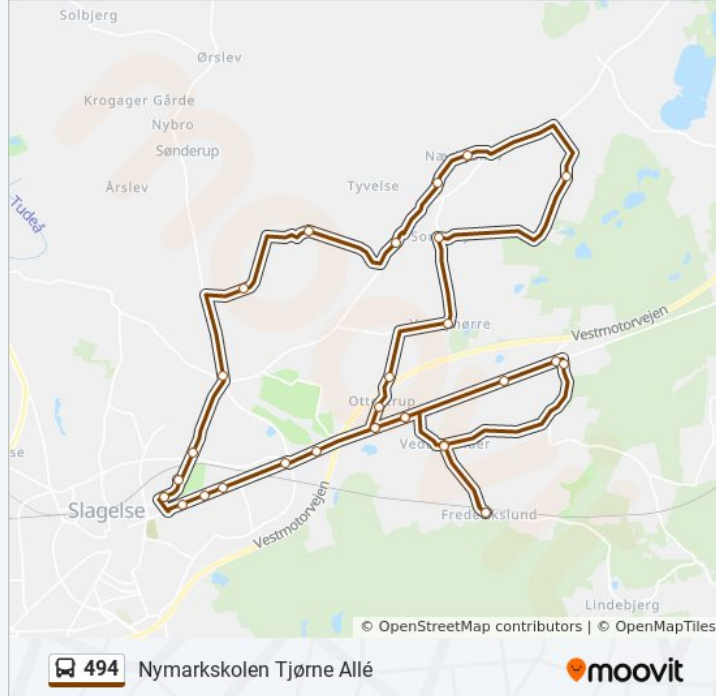 Solbjerg
Ørslev
Krogager Gårde
Nybro
Sønderup
Årslev
Tyvelse
Tudeå
Vestmotorvejen
Slagelse
Vestmotorvejen
Lindebjerg
© OpenStreetMap contributors | © OpenMapTiles
494 Nymarkskolen Tjørne Allé
moovit